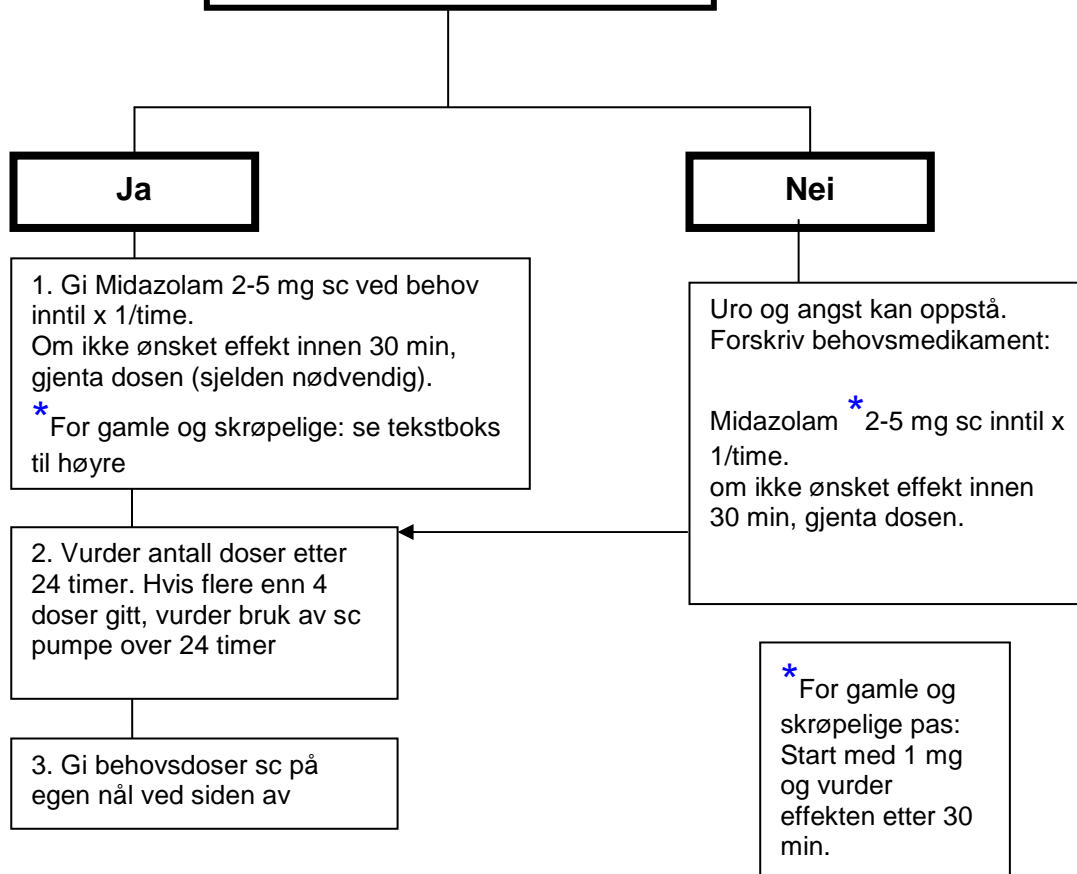 Ja
1. Gi Midazolam 2-5 mg sc ved behov
inntil x 1/time.
Om ikke ønsket effekt innen 30 min,
gjenta dosen (sjelden nødvendig).
*For gamle og skrøpelige: se tekstboks
til høyre
2. Vurder antall doser etter
24 timer. Hvis flere enn 4
doser gitt, vurder bruk av sc
pumpe over 24 timer
3. Gi behovsdoser sc på
egen nål ved siden av
Nei
Uro og angst kan oppstå.
Forskriv behovsmedikament:
Midazolam *2-5 mg sc inntil x
1/time.
om ikke ønsket effekt innen
30 min, gjenta dosen.
*For gamle og
skrøpelige pas:
Start med 1 mg
og vurder
effekten etter 30
min.